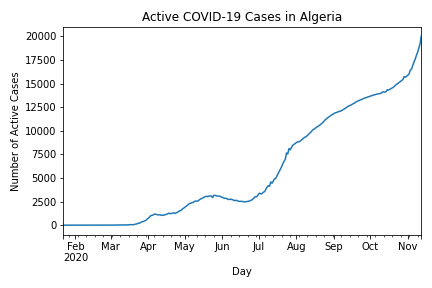 Active COVID-19 Cases in Algeria
Number of Active Cases
20000
17500
15000
12500
10000
7500
5000
2500
0
Feb Mar Apr May Jun Jul Aug Sep Oct Nov
2020
Day